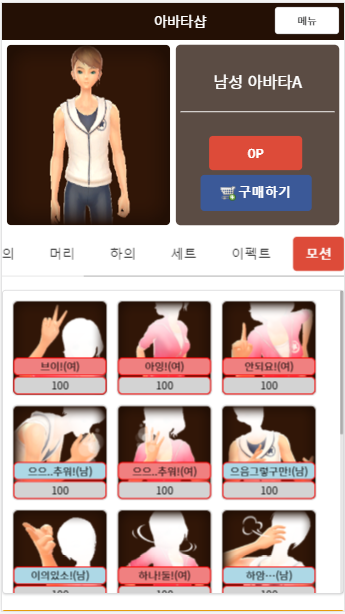 아바타샵
메뉴
남성 아바타A
0P
구매하기
의
머리
하의
세트
이펙트
모션
브이!(여)
아잉!(여)
안되요!(여)
100
100
100
으으..추워!(남)
으으..추워!(여)
으음그렇구만!(남)
100
100
100
이의있소!(남)
하나!둘!(여)
하암…(남)